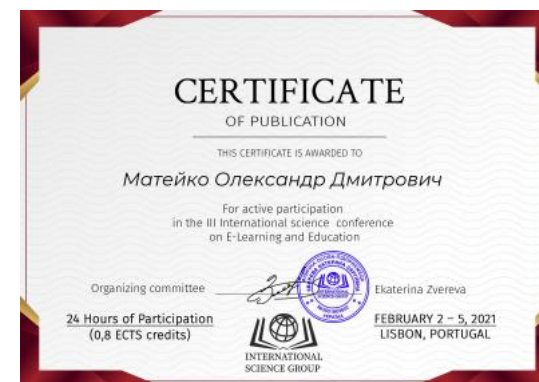 CERTIFICATE
OF PUBLICATION
THIS CERTIFICATE IS AWARDED TO
Матейко Олександр Дмитрович
For active participation
in the III International science conference
on E-Learning and Education
Organizing committee
Ekaterina Zvereva
24 Hours of Participation
(0,8 ECTS credits)
INTERNATIONAL
SCIENCE GROUP
FEBRUARY 2 – 5, 2021
LISBON, PORTUGAL